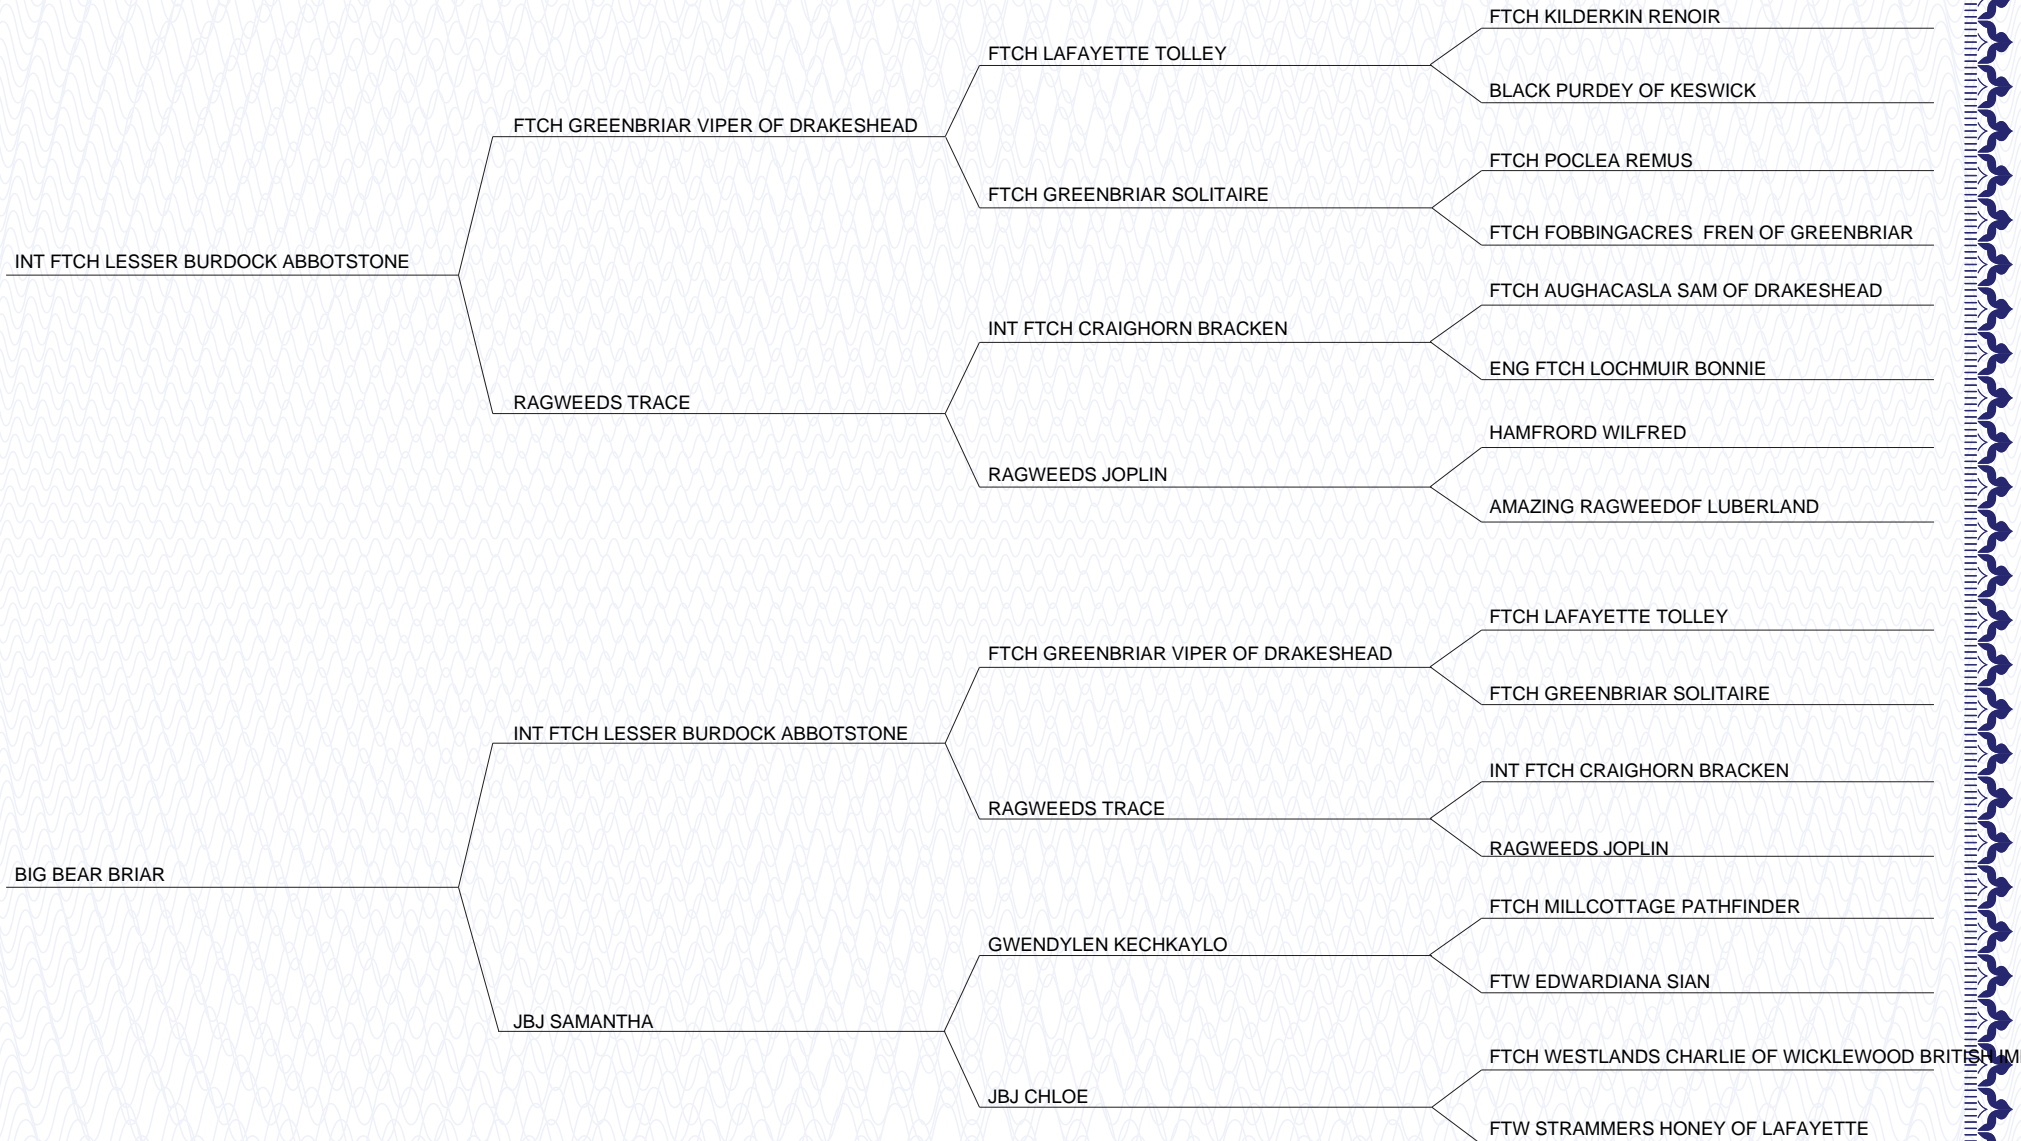 FTCH KILDERKIN RENOIR
FTCH LAFAYETTE TOLLEY
BLACK PURDEY OF KESWICK
FTCH GREENBRIAR VIPER OF DRAKESHEAD
FTCH POCLEA REMUS
FTCH GREENBRIAR SOLITAIRE
FTCH FOBBINGACRES  FREN OF GREENBRIAR
INT FTCH LESSER BURDOCK ABBOTSTONE
FTCH AUGHACASLA SAM OF DRAKESHEAD
INT FTCH CRAIGHORN BRACKEN
ENG FTCH LOCHMUIR BONNIE
RAGWEEDS TRACE
HAMFRORD WILFRED
RAGWEEDS JOPLIN
AMAZING RAGWEEDOF LUBERLAND
FTCH LAFAYETTE TOLLEY
FTCH GREENBRIAR VIPER OF DRAKESHEAD
FTCH GREENBRIAR SOLITAIRE
INT FTCH LESSER BURDOCK ABBOTSTONE
INT FTCH CRAIGHORN BRACKEN
RAGWEEDS TRACE
RAGWEEDS JOPLIN
BIG BEAR BRIAR
FTCH MILLCOTTAGE PATHFINDER
GWENDYLEN KECHKAYLO
FTW EDWARDIANA SIAN
JBJ SAMANTHA
FTCH WESTLANDS CHARLIE OF WICKLEWOOD BRITISH
JBJ CHLOE
FTW STRAMMERS HONEY OF LAFAYETTE